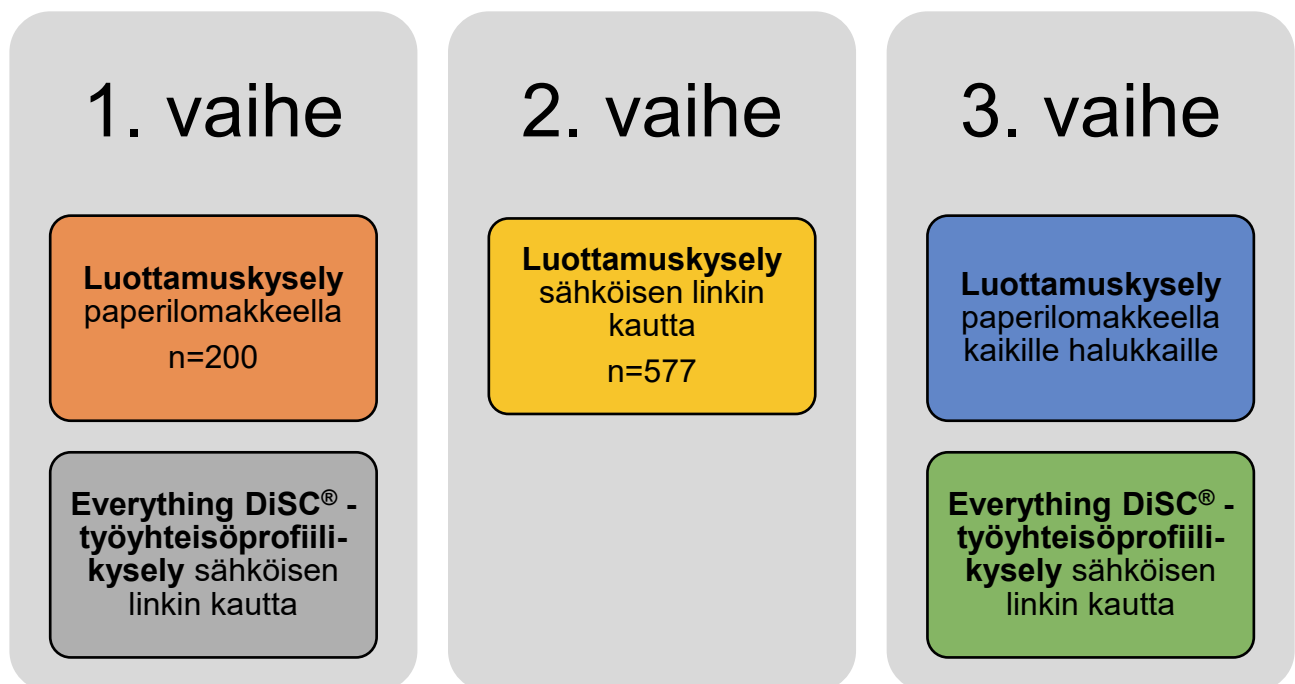 1. vaihe
Luottamuskysely
paperilomakkeella
n=200
Everything DiSC® -
työyhteisöprofiili-
kysely sähköisen
linkin kautta
2. vaihe
Luottamuskysely
sähköisen linkin
kautta
n=577
3. vaihe
Luottamuskysely
paperilomakkeella
kaikille halukkaille
Everything DiSC® -
työyhteisöprofiili-
kysely sähköisen
linkin kautta